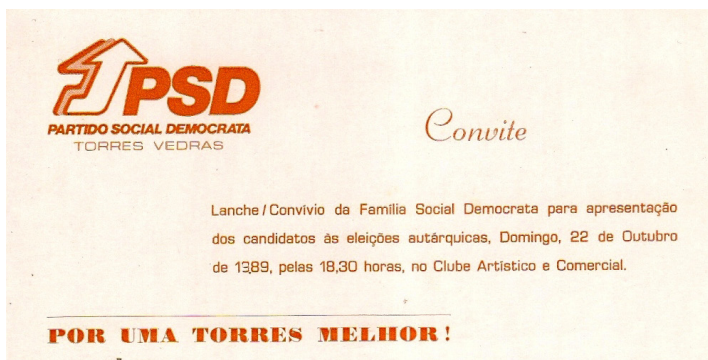 PSD
PARTIDO SOCIAL DEMOCRATA
TORRES VEDRAS
Convite
Lanche / Convívio da Família Social Democrata para apresentação
dos candidatos às eleições autárquicas, Domingo, 22 de Outubro
de 1989, pelas 18,30 horas, no Clube Artístico e Comercial.
POR UMA TORRES MELHOR!